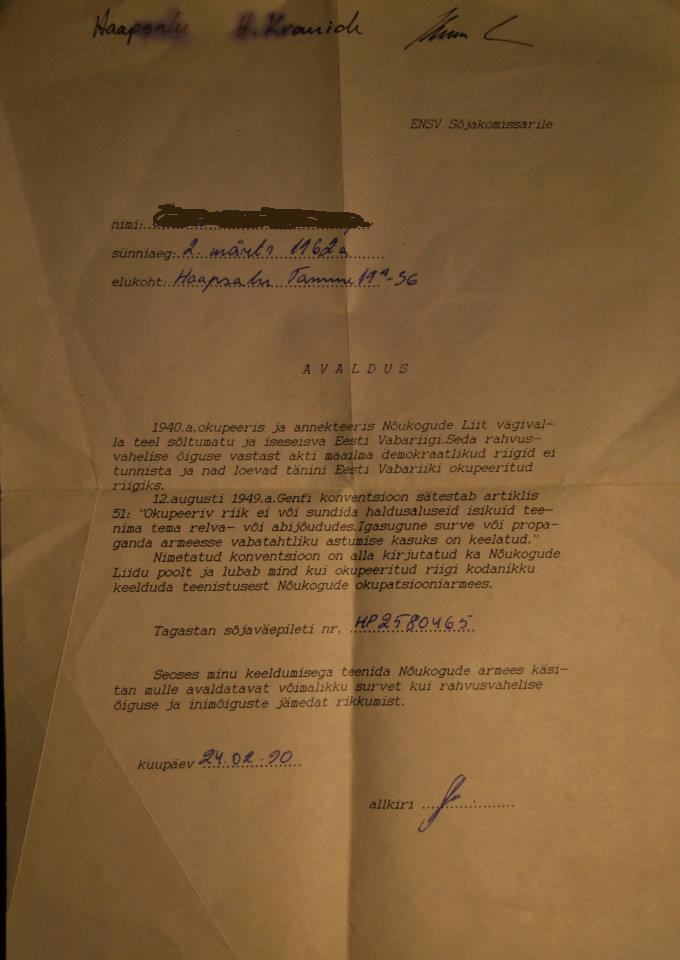 Haapsalu H. Kranich
ENSV Sõjakomissarile
nimi:
sünniaeg: 2. märts 1962 a
elukoht: Haapsalu Tamme 19a-56
AVALDUS
1940.a.okupeeris ja annekteeris Nõukogude Liit vägival-
la teel sõltumatu ja iseseisva Eesti Vabariigi.Seda rahvus-
vahelise õiguse vastast akti maailma demokraatlikud riigid ei
tunnista ja nad loevad tänini Eesti Vabariiki okupeeritud
riigiks.
12.augusti 1949.a.Genfi konventsioon sätestab artiklis
51: "Okupeeriv riik ei või sundida haldusaluseid isikuid tee-
nima tema relva- või abijõududes.Igasugune surve või propa-
ganda armeesse vabatahtliku astumise kasuks on keelatud."
Nimetatud konventsioon on alla kirjutatud ka Nõukogude
Liidu poolt ja lubab mind kui okupeeritud riigi kodanikku
keelduda teenistusest Nõukogude okupatsiooniarmees.
Tagastan sõjaväepileti nr. HP 2580465
Seoses minu keeldumisega teenida Nõukogude armees käsi-
tan mulle avaldatavat võimalikku survet kui rahvusvahelise
õiguse ja inimõiguste jämedat rikkumist.
kuupäev 24.02.90
allkiri